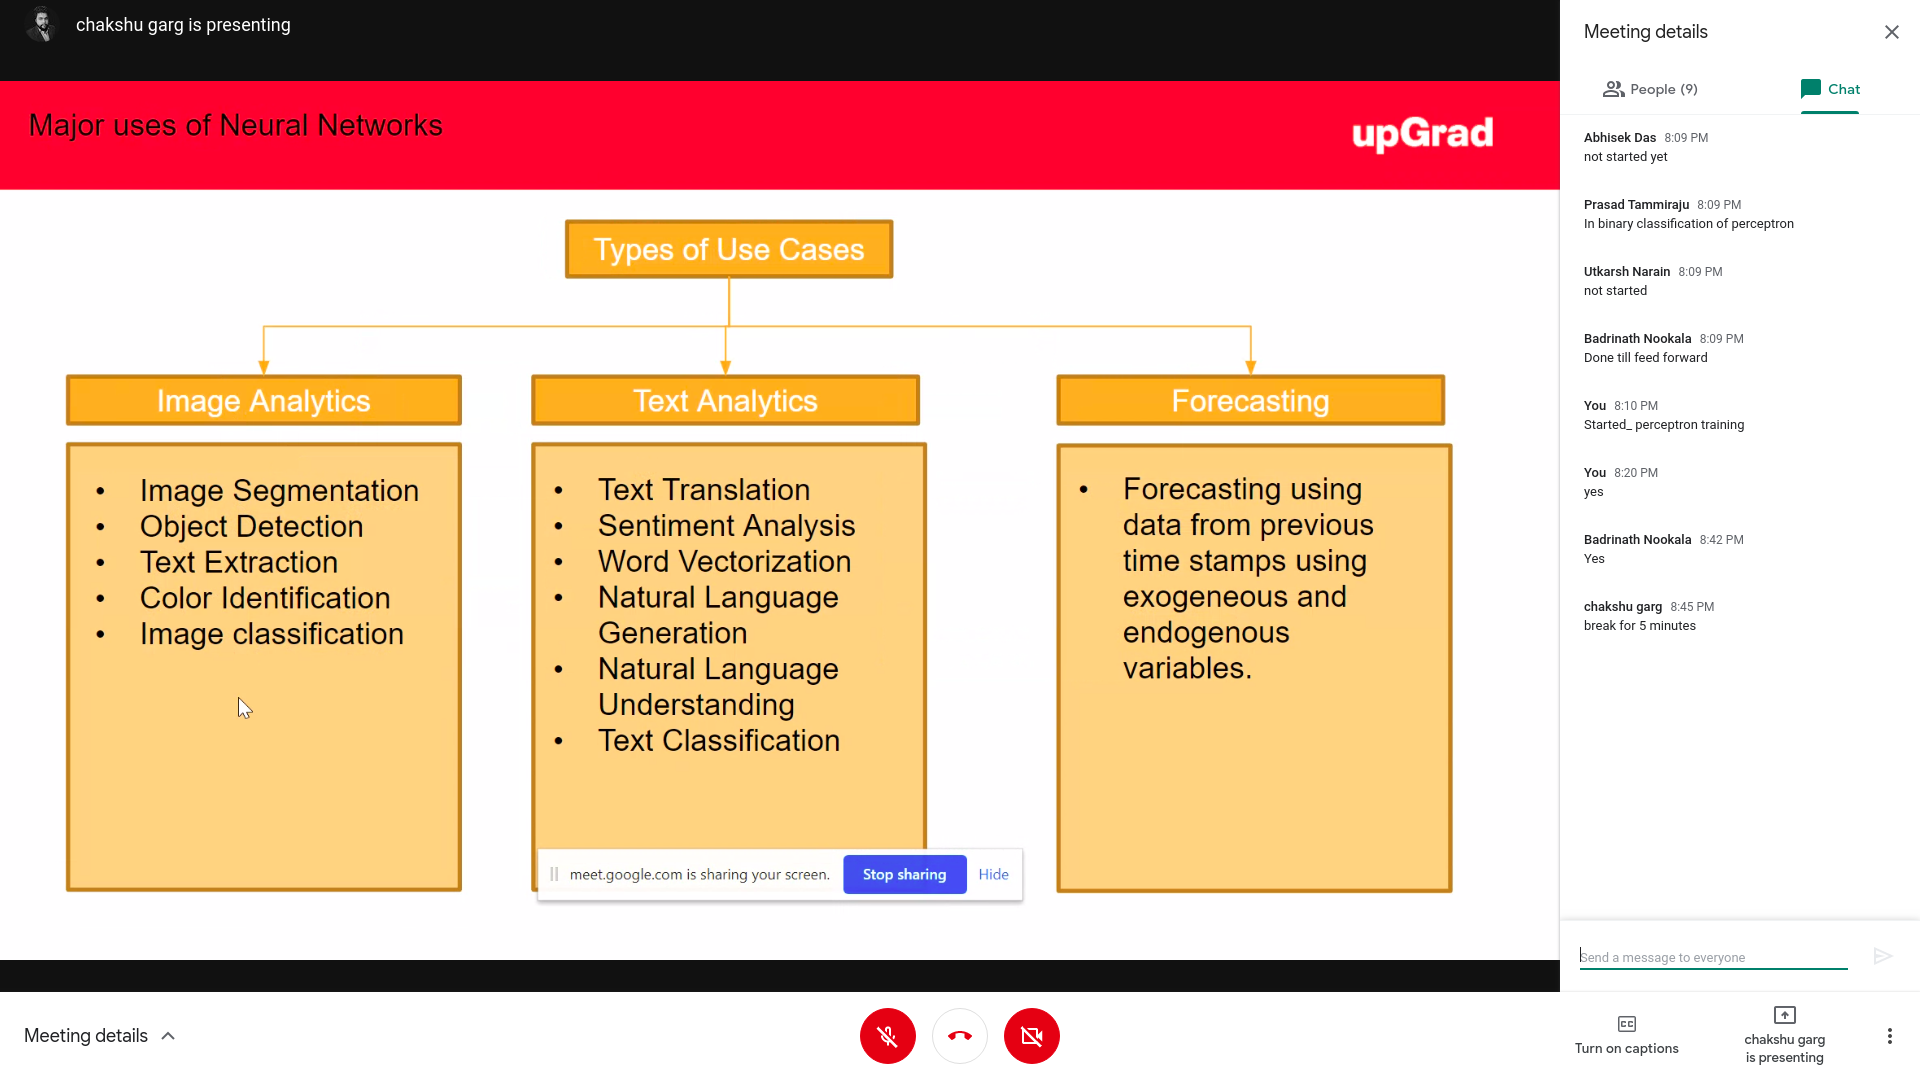 chakshu garg is presenting
Major uses of Neural Networks
upGrad
Types of Use Cases
Image Analytics
• Image Segmentation
• Object Detection
• Text Extraction
• Color Identification
• Image classification
Text Analytics
• Text Translation
• Sentiment Analysis
• Word Vectorization
• Natural Language
Generation
• Natural Language
Understanding
• Text Classification
Forecasting
• Forecasting using
data from previous
time stamps using
exogeneous and
endogenous
variables.
meet.google.com is sharing your screen.
Stop sharing
Hide
Meeting details
People (9)
Chat
Abhisek Das 8:09 PM
not started yet
Prasad Tammiraju 8:09 PM
In binary classification of perceptron
Utkarsh Narain 8:09 PM
not started
Badrinath Nookala 8:09 PM
Done till feed forward
You 8:10 PM
Started_ perceptron training
You 8:20 PM
yes
Badrinath Nookala 8:42 PM
Yes
chakshu garg 8:45 PM
break for 5 minutes
Send a message to everyone
Meeting details
CC
Turn on captions
chakshu garg
is presenting